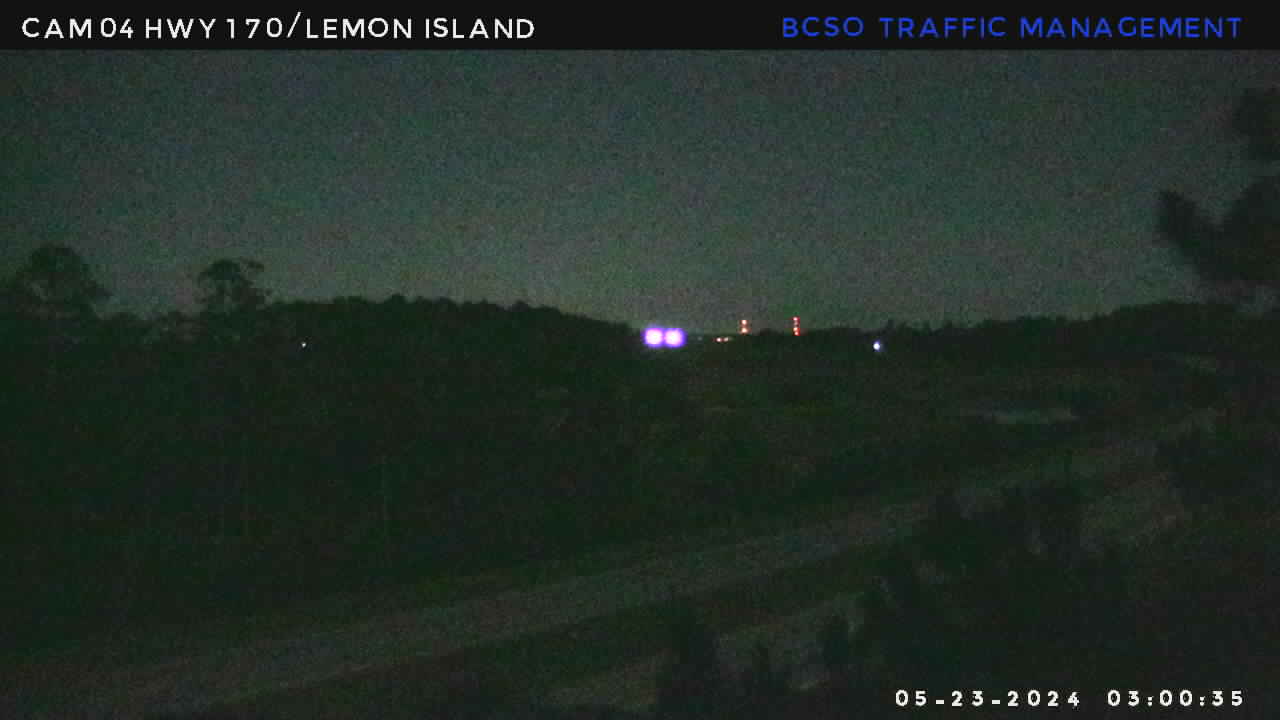 CAM04 HWY 170/LEMON ISLAND
BCSO TRAFFIC MANAGEMENT
05-23-2024 03:00:35